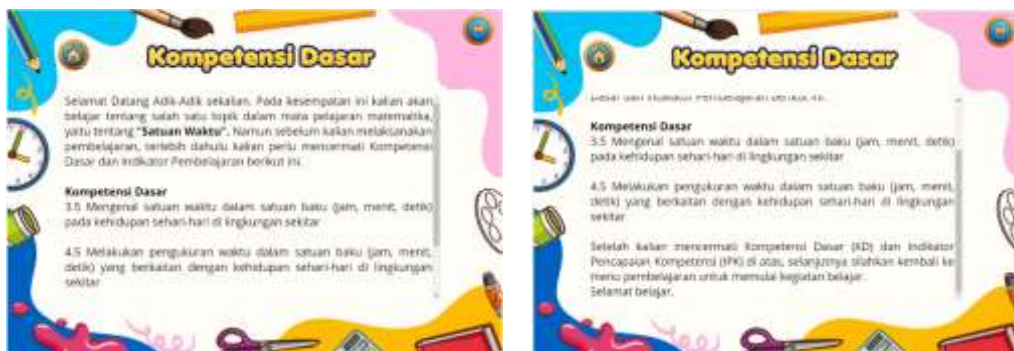 Kompetensi Dasar
Selamat Datang Adik-Adik sekalian. Pada kesempatan ini kalian akan
belajar tentang salah satu topik dalam mata pelajaran matematika,
yaitu tentang "Satuan Waktu". Namun sebelum kalian melaksanakan
pembelajaran, terlebih dahulu kalian perlu mencermati Kompetensi
Dasar dan Indikator Pembelajaran berikut ini.
Kompetensi Dasar
3.5 Mengenal satuan waktu dalam satuan baku (jam, menit, detik)
pada kehidupan sehari-hari di lingkungan sekitar
4.5 Melakukan pengukuran waktu dalam satuan baku (jam, menit,
detik) yang berkaitan dengan kehidupan sehari-hari di lingkungan
sekitar
Kompetensi Dasar
Dasar dan Indikator Pembelajaran berikut ini.
Kompetensi Dasar
3.5 Mengenal satuan waktu dalam satuan baku (jam, menit, detik)
pada kehidupan sehari-hari di lingkungan sekitar
4.5 Melakukan pengukuran waktu dalam satuan baku (jam, menit,
detik) yang berkaitan dengan kehidupan sehari-hari di lingkungan
sekitar
Setelah kalian mencermati Kompetensi Dasar (KD) dan Indikator
Pencapaian Kompetensi (IPK) di atas, selanjutnya silahkan kembali ke
menu pembelajaran untuk memulai kegiatan belajar.
Selamat belajar.